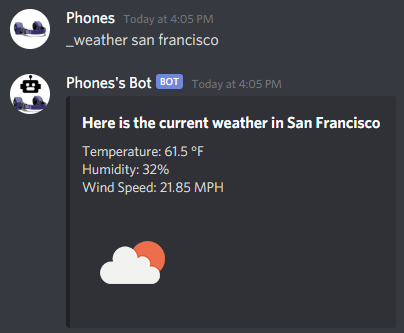 Phones Today at 4:05 PM
_weather san francisco
Phones's Bot BOT Today at 4:05 PM
Here is the current weather in San Francisco
Temperature: 61.5 °F
Humidity: 32%
Wind Speed: 21.85 MPH